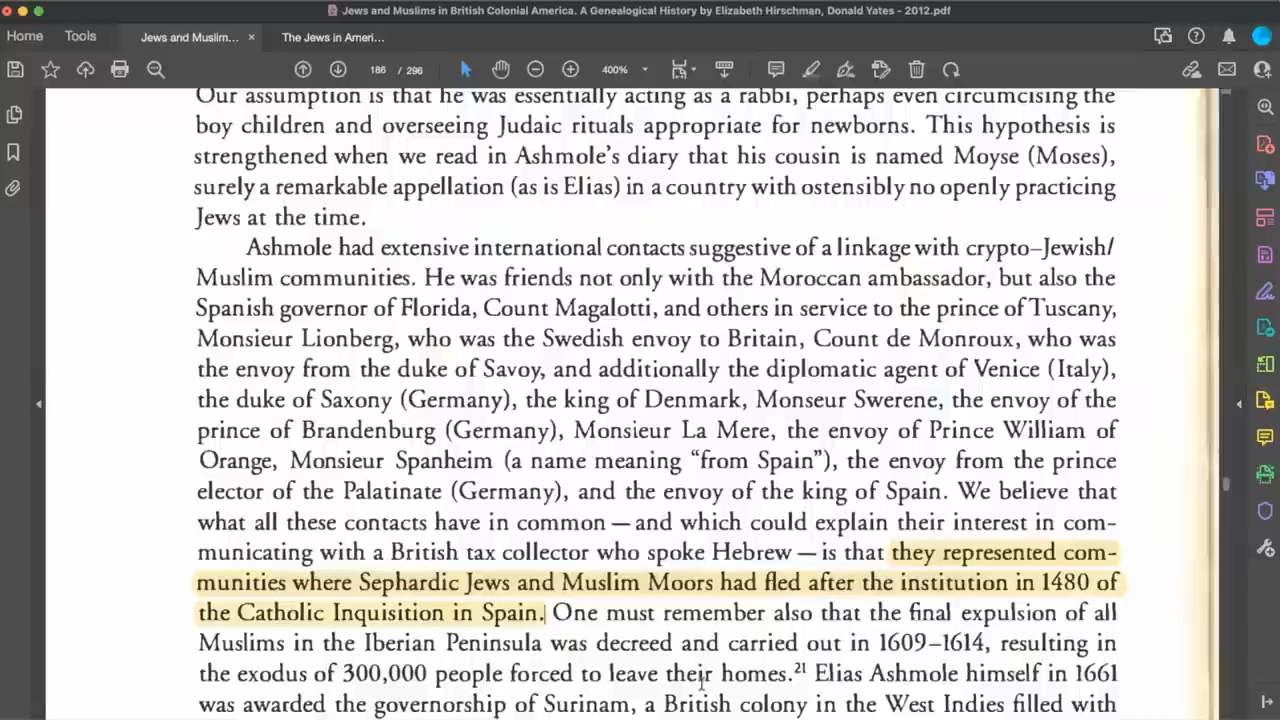 Jews and Muslims in British Colonial America. A Genealogical History by Elizabeth Hirschman, Donald Yates - 2012.pdf
Home Tools Jews and Muslim... × The Jews in Ameri...
186 / 296 400%
Our assumption is that he was essentially acting as a rabbi, perhaps even circumcising the
boy children and overseeing Judaic rituals appropriate for newborns. This hypothesis is
strengthened when we read in Ashmole's diary that his cousin is named Moyse (Moses),
surely a remarkable appellation (as is Elias) in a country with ostensibly no openly practicing
Jews at the time.
Ashmole had extensive international contacts suggestive of a linkage with crypto–Jewish/
Muslim communities. He was friends not only with the Moroccan ambassador, but also the
Spanish governor of Florida, Count Magalotti, and others in service to the prince of Tuscany,
Monsieur Lionberg, who was the Swedish envoy to Britain, Count de Monroux, who was
the envoy from the duke of Savoy, and additionally the diplomatic agent of Venice (Italy),
the duke of Saxony (Germany), the king of Denmark, Monseur Swerene, the envoy of the
prince of Brandenburg (Germany), Monsieur La Mere, the envoy of Prince William of
Orange, Monsieur Spanheim (a name meaning “from Spain”), the envoy from the prince
elector of the Palatinate (Germany), and the envoy of the king of Spain. We believe that
what all these contacts have in common — and which could explain their interest in com-
municating with a British tax collector who spoke Hebrew — is that they represented com-
munities where Sephardic Jews and Muslim Moors had fled after the institution in 1480 of
the Catholic Inquisition in Spain. One must remember also that the final expulsion of all
Muslims in the Iberian Peninsula was decreed and carried out in 1609–1614, resulting in
the exodus of 300,000 people forced to leave their homes.²¹ Elias Ashmole himself in 1661
was awarded the governorship of Surinam, a British colony in the West Indies filled with